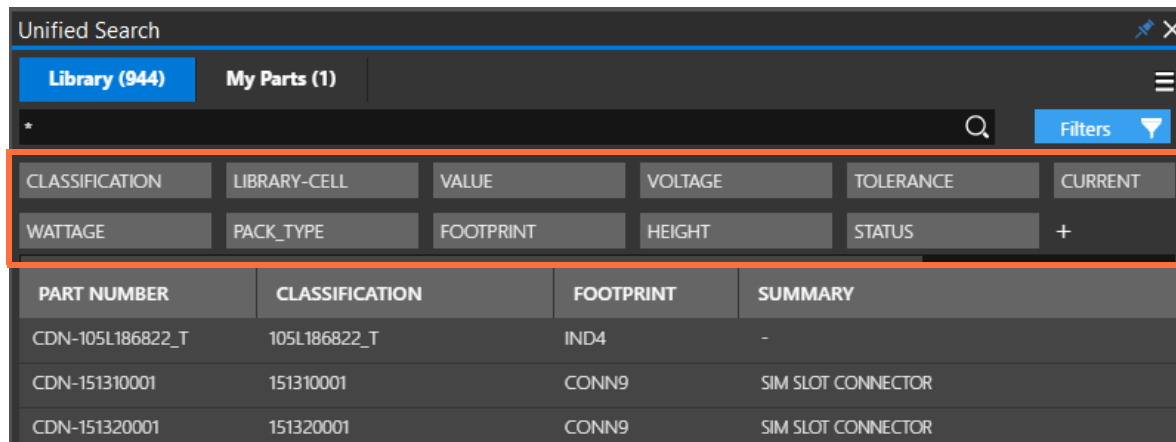 Unified Search
Library (944) My Parts (1)
*
Filters
CLASSIFICATION LIBRARY-CELL VALUE VOLTAGE TOLERANCE CURRENT
WATTAGE PACK_TYPE FOOTPRINT HEIGHT STATUS +
PART NUMBER CLASSIFICATION FOOTPRINT SUMMARY
CDN-105L186822_T 105L186822_T IND4 -
CDN-151310001 151310001 CONN9 SIM SLOT CONNECTOR
CDN-151320001 151320001 CONN9 SIM SLOT CONNECTOR